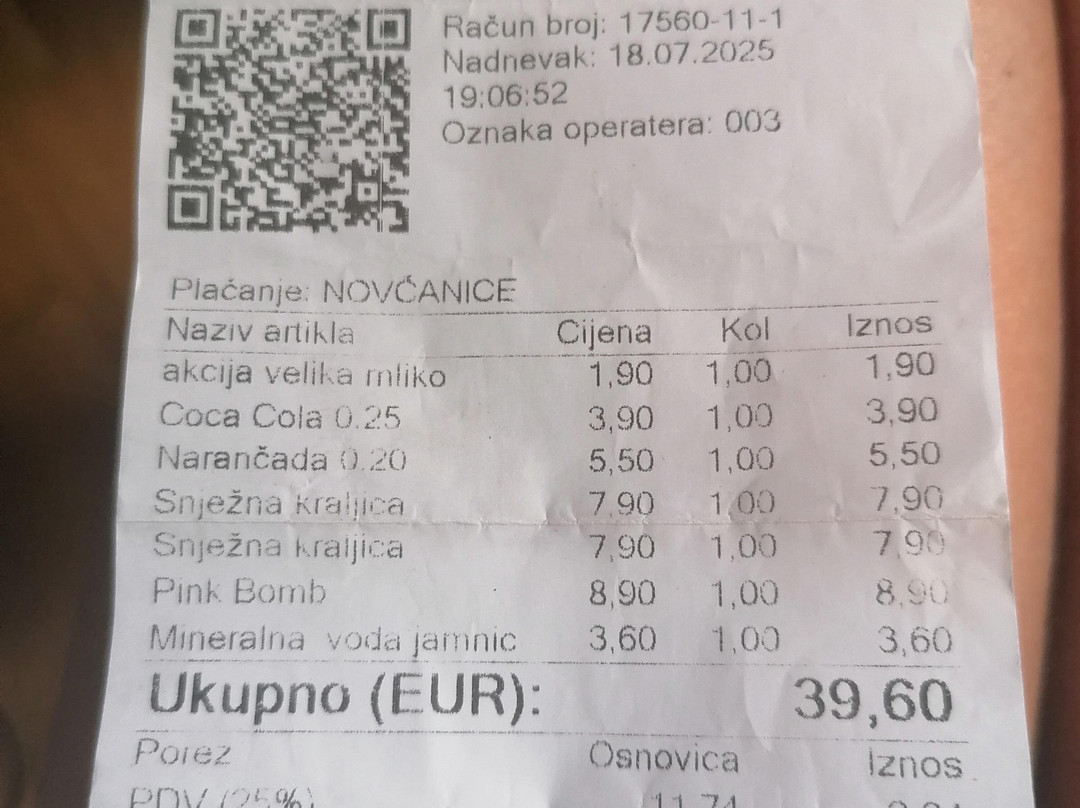 Račun broj: 17560-11-1
Nadnevak: 18.07.2025
19:06:52
Oznaka operatera: 003
Plaćanje: NOVČANICE
Naziv artikla Cijena Kol Iznos
akcija velika mliko 1,90 1,00 1,90
Coca Cola 0.25 3,90 1,00 3,90
Narančada 0.20 5,50 1,00 5,50
Snježna kraljica 7,90 1,00 7,90
Snježna kraljica 7,90 1,00 7,90
Pink Bomb 8,90 1,00 8,90
Mineralna voda jamnic 3,60 1,00 3,60
Ukupno (EUR): 39,60
Porez Osnovica Iznos
PDV (25%) 11,74